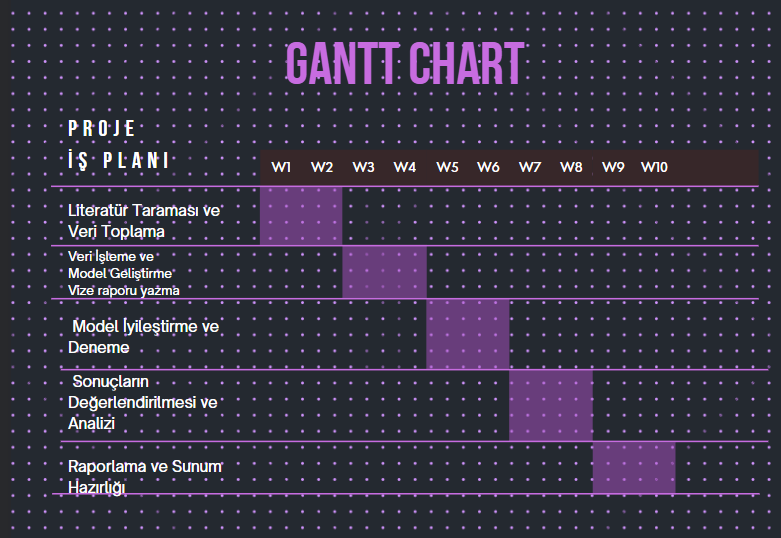 GANTT CHART
PROJE
İŞ PLANI
W1 W2 W3 W4 W5 W6 W7 W8 W9 W10
Literatür Taraması ve
Veri Toplama
Veri İşleme ve
Model Geliştirme
Vize raporu yazma
Model İyileştirme ve
Deneme
Sonuçların
Değerlendirilmesi ve
Analizi
Raporlama ve Sunum
Hazırlığı